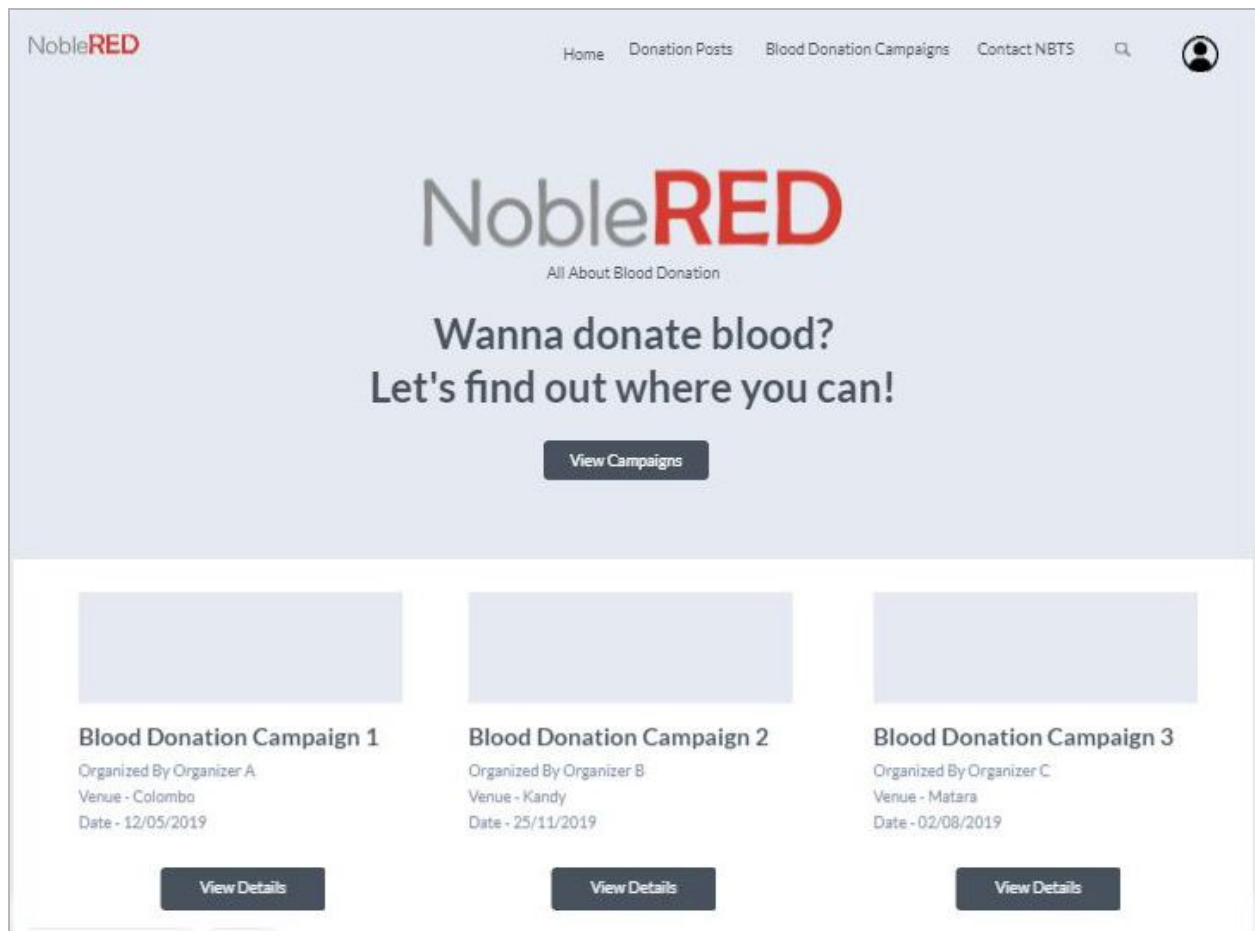 NobleRED
Home Donation Posts Blood Donation Campaigns Contact NBTS
NobleRED
All About Blood Donation
Wanna donate blood?
Let's find out where you can!
View Campaigns
Blood Donation Campaign 1
Organized By Organizer A
Venue - Colombo
Date - 12/05/2019
View Details
Blood Donation Campaign 2
Organized By Organizer B
Venue - Kandy
Date - 25/11/2019
View Details
Blood Donation Campaign 3
Organized By Organizer C
Venue - Matara
Date - 02/08/2019
View Details